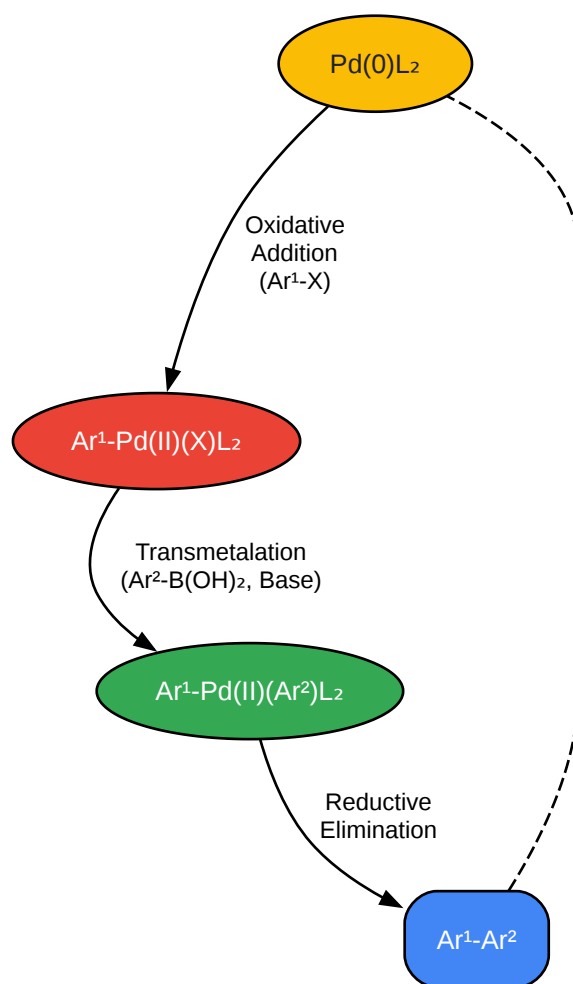 Pd(0)L₂
Oxidative
Addition
(Ar¹-X)
Ar¹-Pd(II)(X)L₂
Transmetalation
(Ar²-B(OH)₂, Base)
Ar¹-Pd(II)(Ar²)L₂
Reductive
Elimination
Ar¹-Ar²